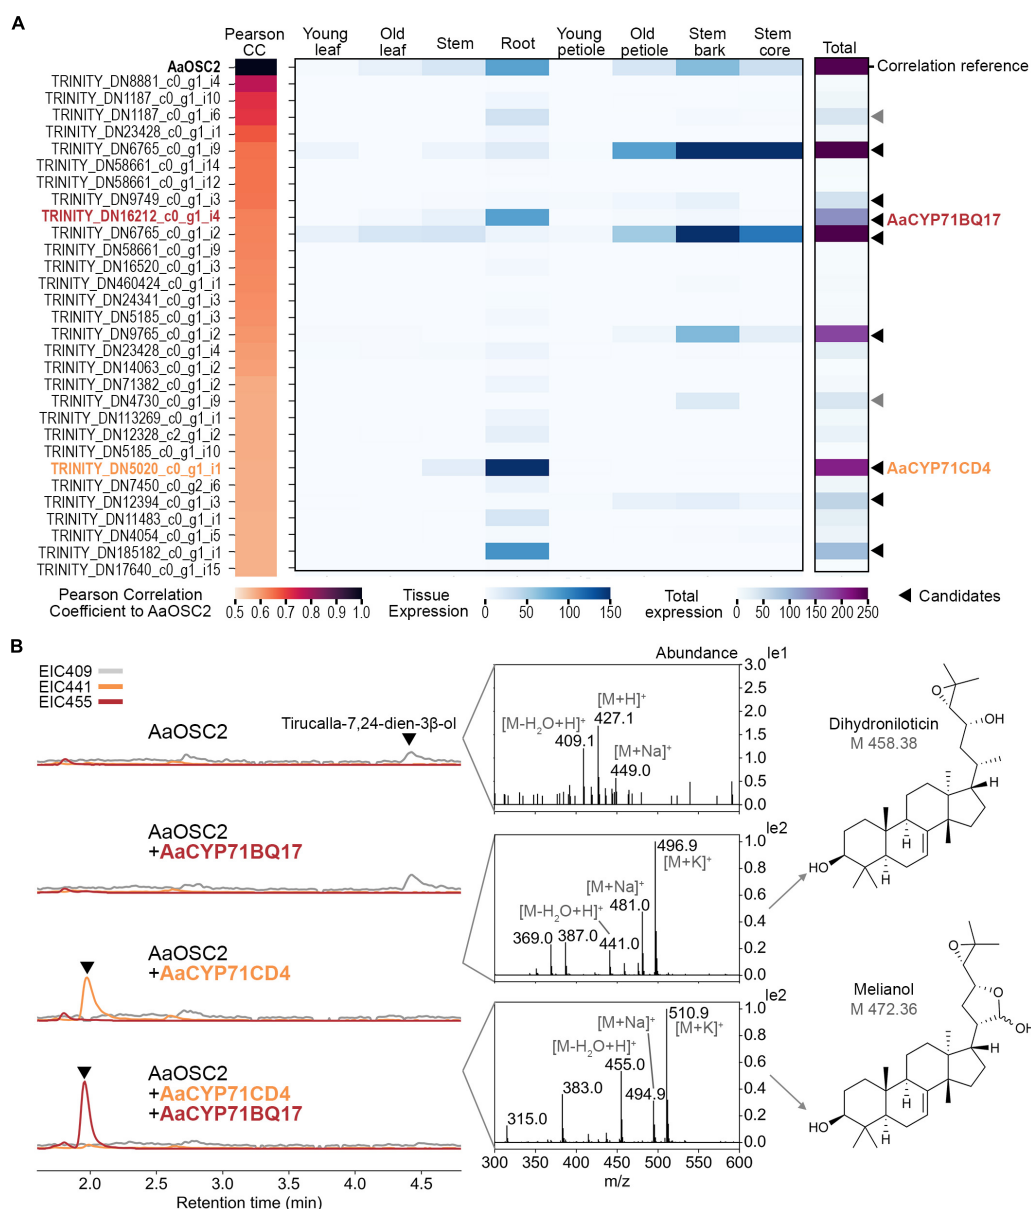 A
Pearson CC
Young leaf
Old leaf
Stem
Root
Young petiole
Old petiole
Stem bark
Stem core
Total
AaOSC2
Correlation reference
TRINITY_DN8881_c0_g1_i4
TRINITY_DN1187_c0_g1_i10
TRINITY_DN1187_c0_g1_i6
TRINITY_DN23428_c0_g1_i1
TRINITY_DN6765_c0_g1_i9
TRINITY_DN58661_c0_g1_i14
TRINITY_DN58661_c0_g1_i12
TRINITY_DN9749_c0_g1_i3
TRINITY_DN16212_c0_g1_i4
AaCYP71BQ17
TRINITY_DN6765_c0_g1_i2
TRINITY_DN58661_c0_g1_i9
TRINITY_DN16520_c0_g1_i3
TRINITY_DN460424_c0_g1_i1
TRINITY_DN24341_c0_g1_i3
TRINITY_DN5185_c0_g1_i3
TRINITY_DN9765_c0_g1_i2
TRINITY_DN23428_c0_g1_i4
TRINITY_DN14063_c0_g1_i2
TRINITY_DN71382_c0_g1_i2
TRINITY_DN4730_c0_g1_i9
TRINITY_DN113269_c0_g1_i1
TRINITY_DN12328_c2_g1_i2
TRINITY_DN5185_c0_g1_i10
TRINITY_DN5020_c0_g1_i1
AaCYP71CD4
TRINITY_DN7450_c0_g2_i6
TRINITY_DN12394_c0_g1_i3
TRINITY_DN11483_c0_g1_i1
TRINITY_DN4054_c0_g1_i5
TRINITY_DN185182_c0_g1_i1
TRINITY_DN17640_c0_g1_i15
Pearson Correlation
Coefficient to AaOSC2
0.5 0.6 0.7 0.8 0.9 1.0
Tissue
Expression
0 50 100 150
Total
expression
0 50 100 150 200 250
Candidates
B
EIC409
EIC441
EIC455
AaOSC2
Tirucalla-7,24-dien-3β-ol
AaOSC2
+AaCYP71BQ17
AaOSC2
+AaCYP71CD4
AaOSC2
+AaCYP71CD4
+AaCYP71BQ17
2.0 2.5 3.0 3.5 4.0 4.5
Retention time (min)
Abundance
le1
3.0
2.5
2.0
1.5
1.0
0.5
0.0
[M+H]⁺
427.1
[M-H₂O+H]⁺
409.1
[M+Na]⁺
449.0
le2
1.0
0.8
0.6
0.4
0.2
0.0
496.9
[M+K]⁺
[M+Na]⁺
481.0
[M-H₂O+H]⁺
441.0
387.0
369.0
le2
1.0
0.8
0.6
0.4
0.2
0.0
510.9
[M+K]⁺
[M+Na]⁺
494.9
[M-H₂O+H]⁺
455.0
383.0
315.0
300 350 400 450 500 550 600
m/z
Dihydroniloticin
M 458.38
O
OH
H
H
H
HO
Melianol
M 472.36
O
O
OH
H
H
H
HO